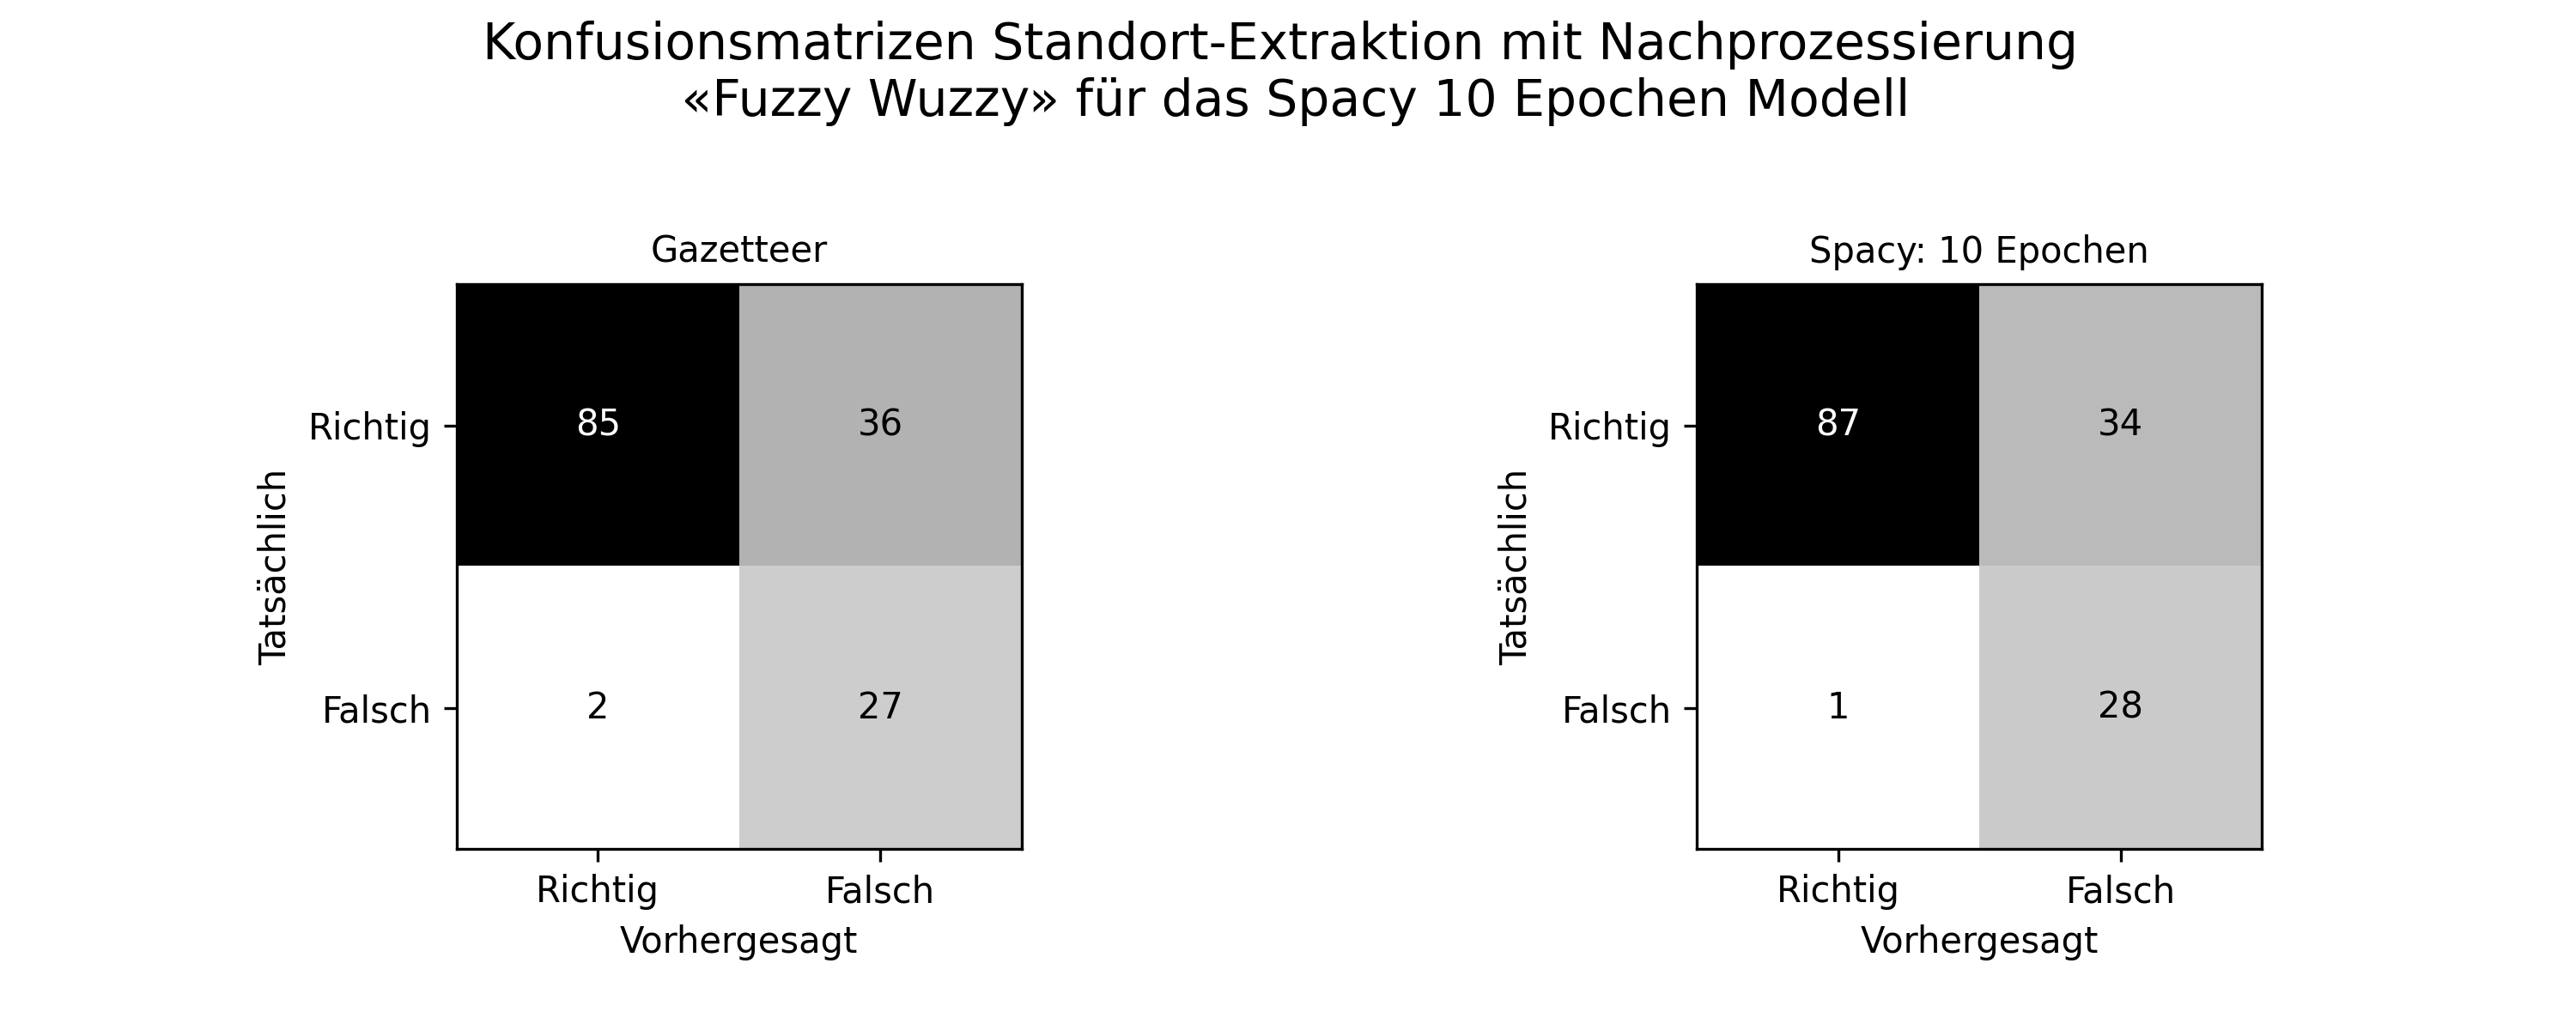 Konfusionsmatrizen Standort-Extraktion mit Nachprozessierung
«Fuzzy Wuzzy» für das Spacy 10 Epochen Modell
Gazetteer
Tatsächlich
Richtig
85
36
Falsch
2
27
Richtig
Falsch
Vorhergesagt
Spacy: 10 Epochen
Tatsächlich
Richtig
87
34
Falsch
1
28
Richtig
Falsch
Vorhergesagt